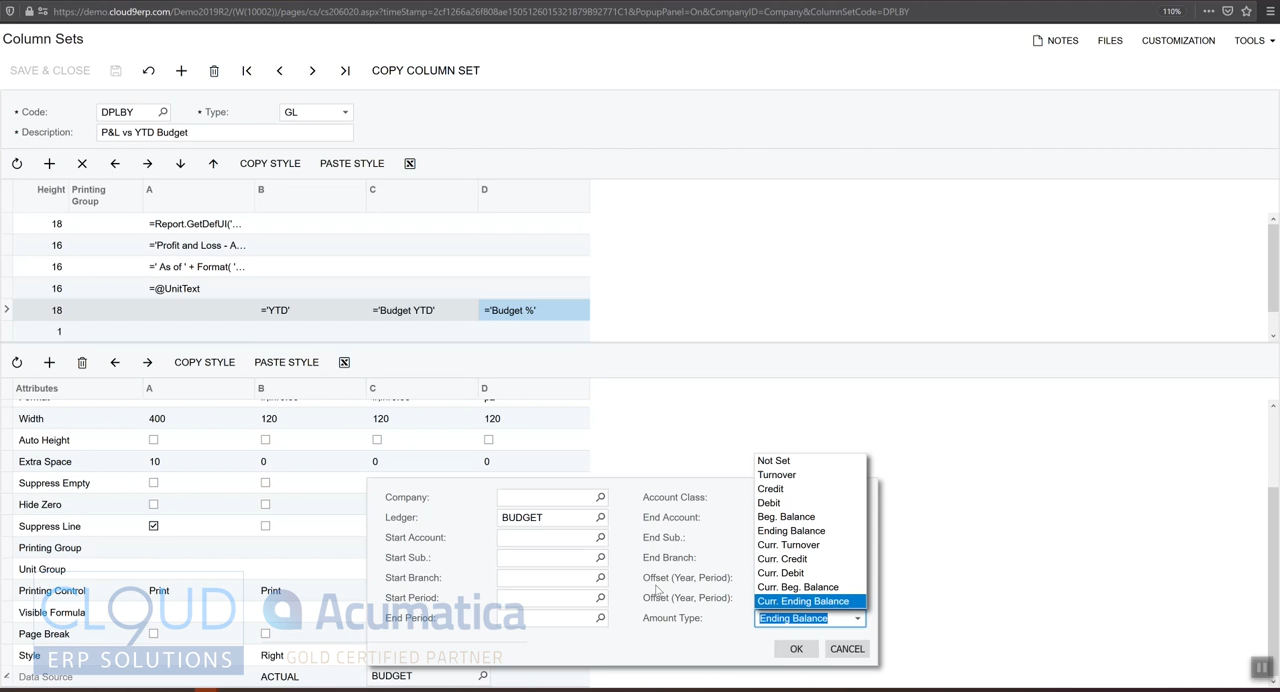 https://demo.cloud9erp.com/Demo2019R2/(W(10002))/pages/cs/cs206020.aspx?timeStamp=2cf1266a26f808ae1505126015321879B92771C1&PopupPanel=On&CompanyID=Company&ColumnSetCode=DPLBY 110%
Column Sets
NOTES FILES CUSTOMIZATION TOOLS
SAVE & CLOSE COPY COLUMN SET
* Code: DPLBY * Type: GL
* Description: P&L vs YTD Budget
COPY STYLE PASTE STYLE
Height Printing Group A B C D
18 =Report.GetDefUI('...
16 ='Profit and Loss - A...
16 =' As of ' + Format( '...
16 =@UnitText
18 ='YTD' ='Budget YTD' ='Budget %'
1
COPY STYLE PASTE STYLE
Attributes A B C D
Width 400 120 120 120
Auto Height
Extra Space 10 0 0 0
Suppress Empty
Hide Zero
Suppress Line
Printing Group
Unit Group
Printing Control Print Print
Visible Formula
Page Break
Style Right
Data Source ACTUAL BUDGET
Company: Account Class:
Ledger: BUDGET End Account:
Start Account: End Sub.:
Start Sub.: End Branch:
Start Branch: Offset (Year, Period):
Start Period: Offset (Year, Period):
End Period: Amount Type: Ending Balance
Not Set
Turnover
Credit
Debit
Beg. Balance
Ending Balance
Curr. Turnover
Curr. Credit
Curr. Debit
Curr. Beg. Balance
Curr. Ending Balance
OK CANCEL
CLOUD9
ERP SOLUTIONS
Acumatica
GOLD CERTIFIED PARTNER